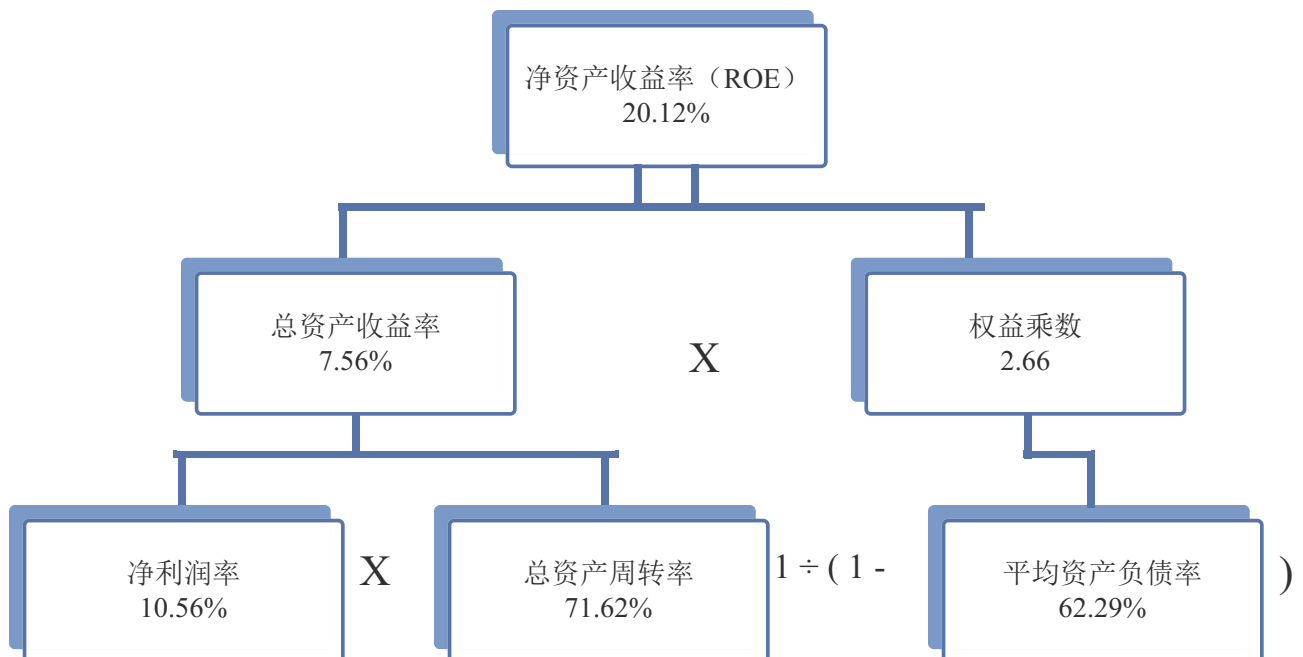 净资产收益率（ROE）
20.12%
总资产收益率
7.56%
X
权益乘数
2.66
净利润率
10.56%
X
总资产周转率
71.62%
1 ÷ ( 1 -
平均资产负债率
62.29%
)